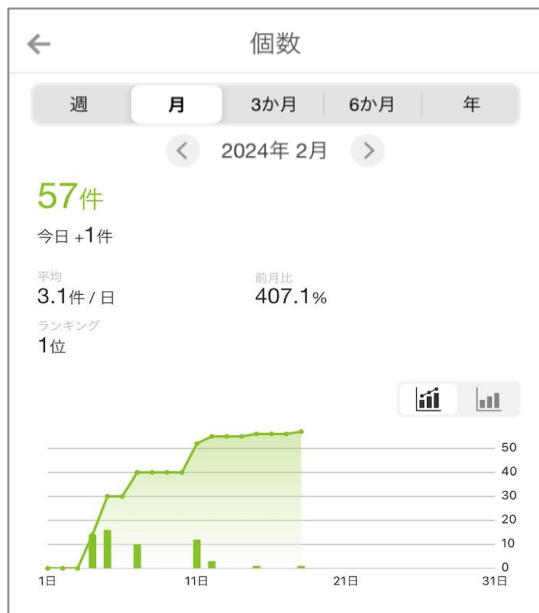 個数
週 月 3か月 6か月 年
2024年 2月
57件
今日 +1件
平均 前月比
3.1件 / 日 407.1%
ランキング
1位
50
40
30
20
10
0
1日 11日 21日 31日